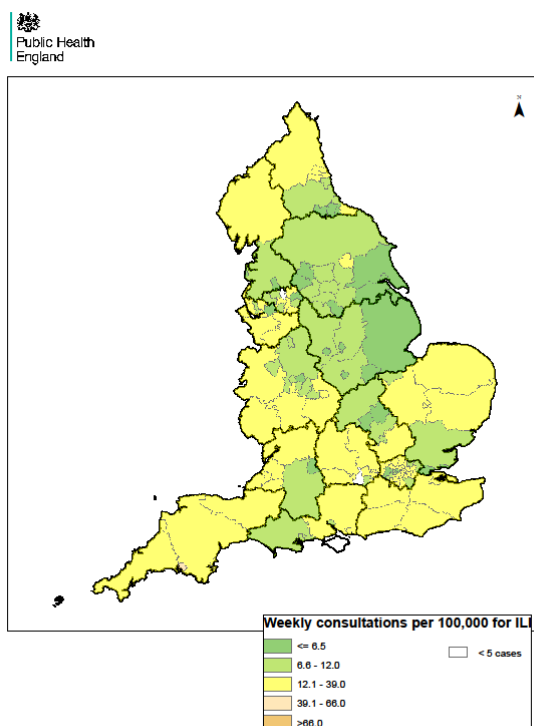 Public Health
England
N
Weekly consultations per 100,000 for ILI
<= 6.5
< 5 cases
6.6 - 12.0
12.1 - 39.0
39.1 - 66.0
>66.0